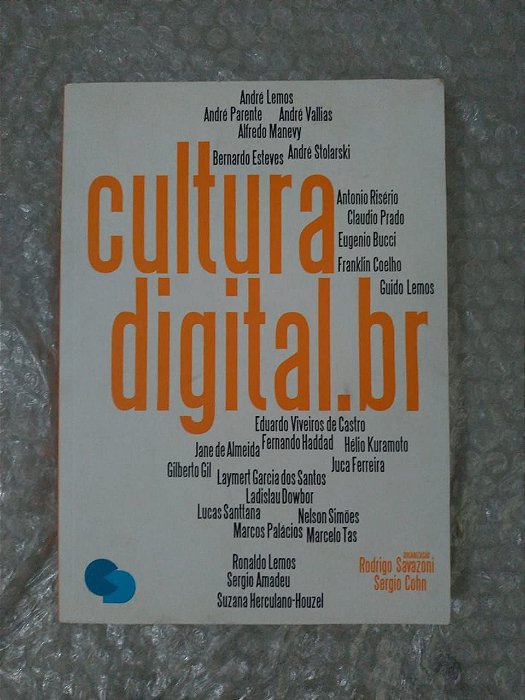 André Lemos
André Parente André Vallias
Alfredo Manevy
Bernardo Esteves André Stolarski
cultura
Antonio Risério
Claudio Prado
Eugenio Bucci
Franklin Coelho
Guido Lemos
digital.br
Eduardo Viveiros de Castro
Jane de Almeida Fernando Haddad Hélio Kuramoto
Gilberto Gil Laymert Garcia dos Santos Juca Ferreira
Ladislau Dowbor
Lucas Santtana Nelson Simões
Marcos Palácios Marcelo Tas
Ronaldo Lemos
Sergio Amadeu
Suzana Herculano-Houzel
ORGANIZAÇÃO
Rodrigo Savazoni
Sergio Cohn